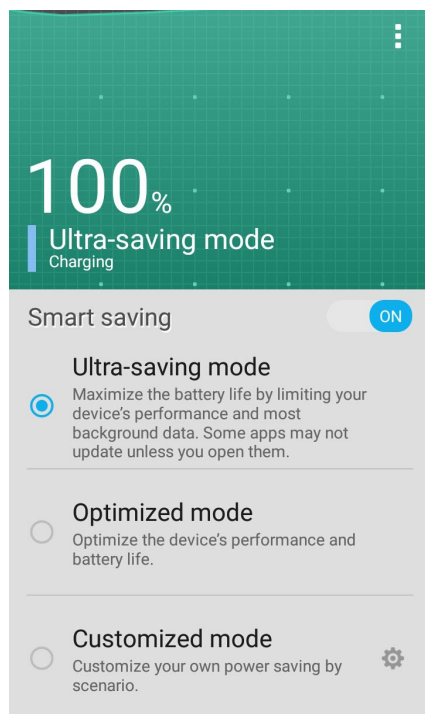 100%
Ultra-saving mode
Charging
Smart saving
ON
Ultra-saving mode
Maximize the battery life by limiting your
device's performance and most
background data. Some apps may not
update unless you open them.
Optimized mode
Optimize the device's performance and
battery life.
Customized mode
Customize your own power saving by
scenario.